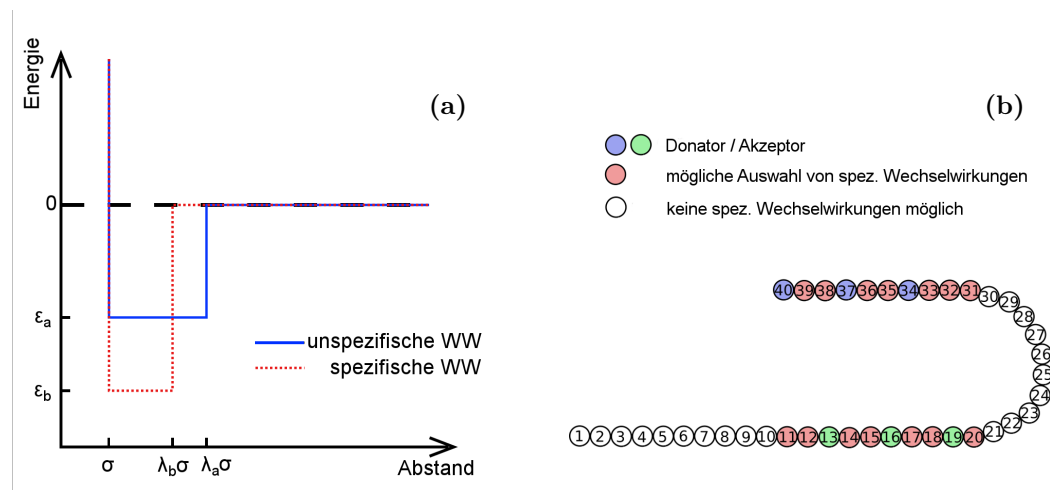 Energie
(a)
0
εa
εb
unspezifische WW
spezifische WW
σ
λbσ
λaσ
Abstand
(b)
Donator / Akzeptor
mögliche Auswahl von spez. Wechselwirkungen
keine spez. Wechselwirkungen möglich
40 39 38 37 36 35 34 33 32 31 30 29
28
27
26
25
24
23
22
1 2 3 4 5 6 7 8 9 10 11 12 13 14 15 16 17 18 19 20 21